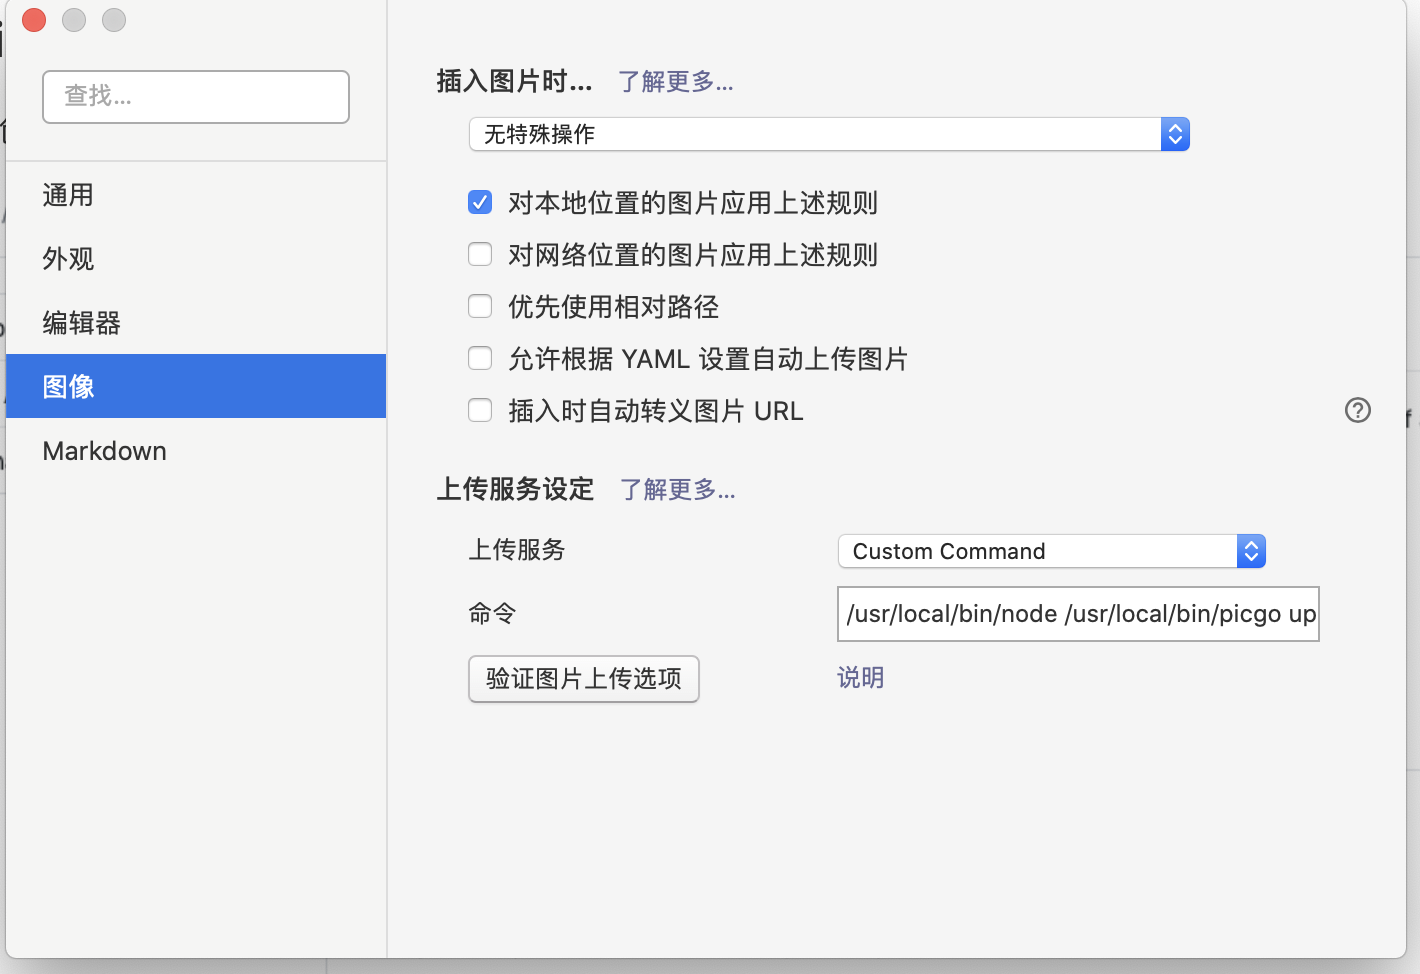 查找...
通用
外观
编辑器
图像
Markdown
插入图片时... 了解更多...
无特殊操作
对本地位置的图片应用上述规则
对网络位置的图片应用上述规则
优先使用相对路径
允许根据 YAML 设置自动上传图片
插入时自动转义图片 URL
上传服务设定 了解更多...
上传服务 Custom Command
命令 /usr/local/bin/node /usr/local/bin/picgo up
验证图片上传选项 说明